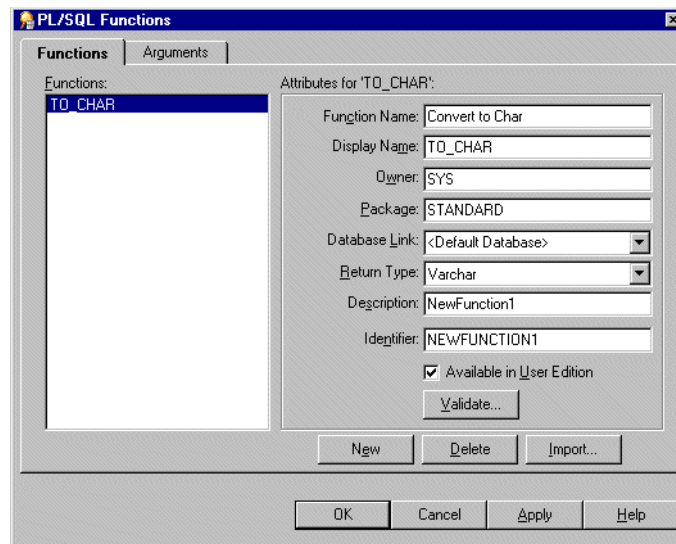 PL/SQL Functions
Functions
Arguments
Functions:
TO_CHAR
Attributes for 'TO_CHAR':
Function Name: Convert to Char
Display Name: TO_CHAR
Owner: SYS
Package: STANDARD
Database Link: <Default Database>
Return Type: Varchar
Description: NewFunction1
Identifier: NEWFUNCTION1
Available in User Edition
Validate...
New
Delete
Import...
OK
Cancel
Apply
Help